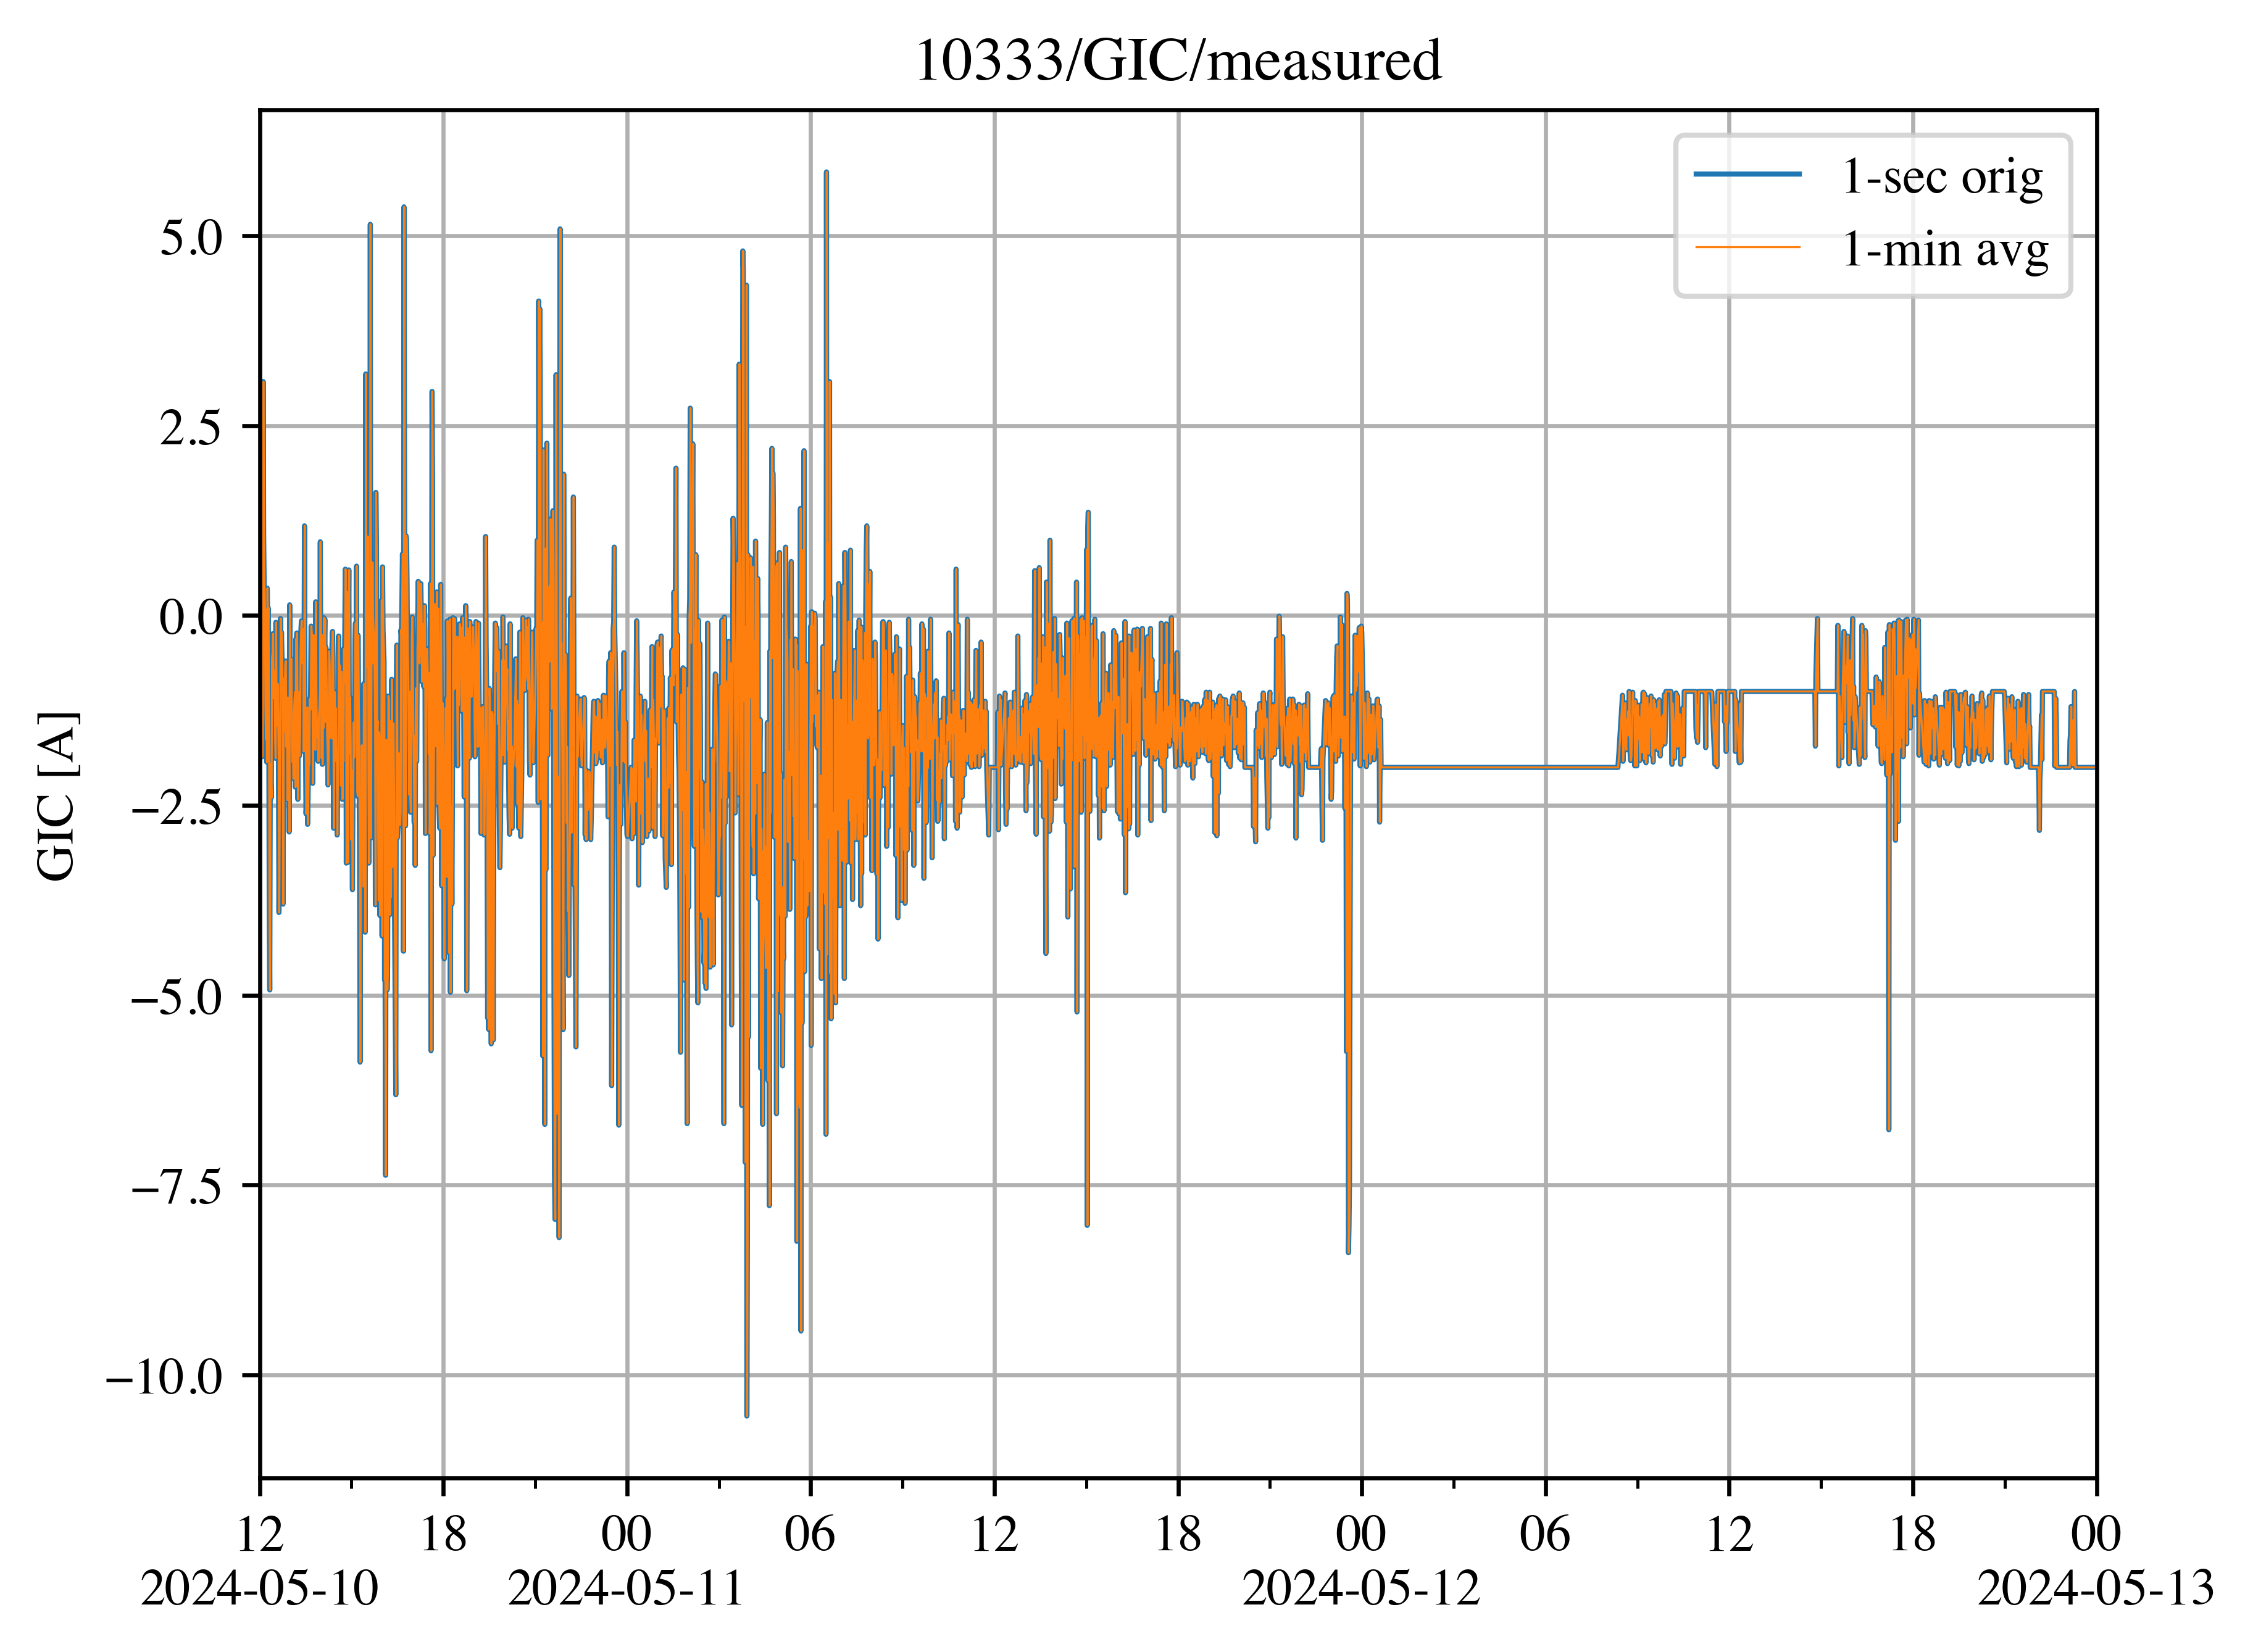 10333/GIC/measured
1-sec orig
1-min avg
GIC [A]
5.0
2.5
0.0
−2.5
−5.0
−7.5
−10.0
12 18 00 06 12 18 00 06 12 18 00
2024-05-10 2024-05-11 2024-05-12 2024-05-13